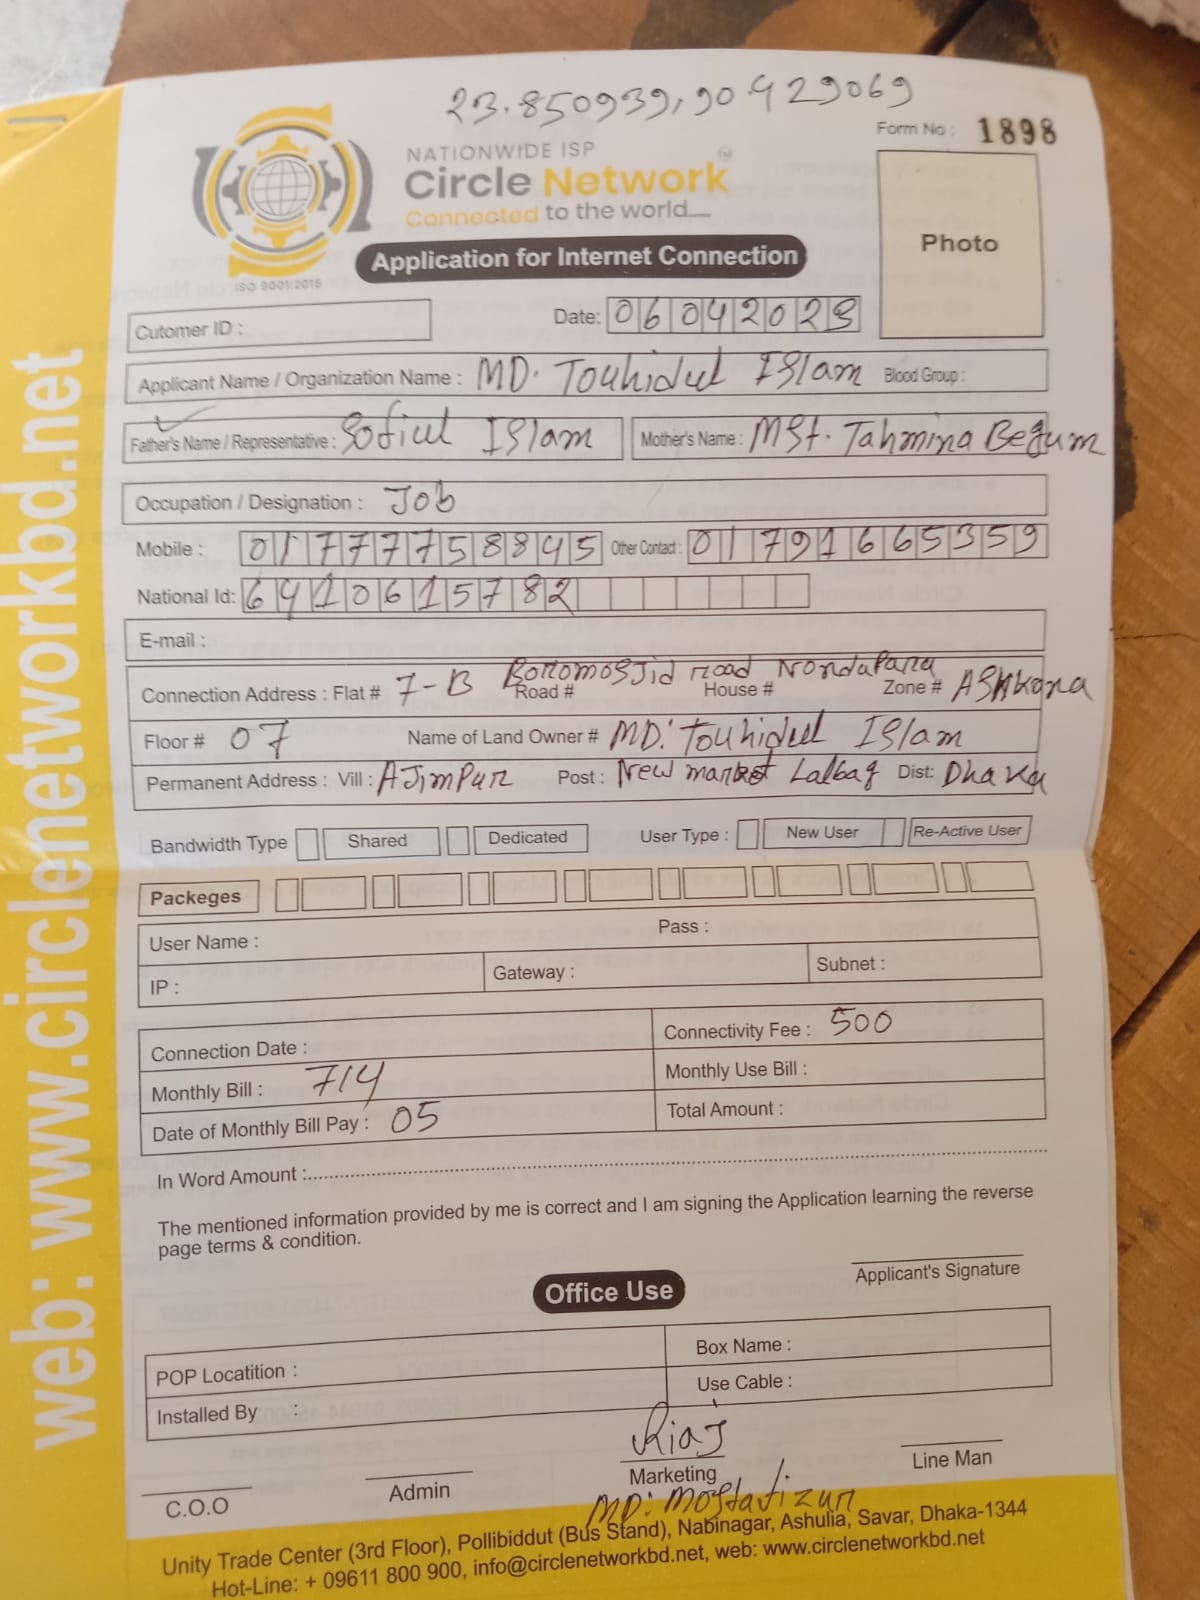 23.850939,90.429069
Form No : 1898
NATIONWIDE ISP
Circle Network TM
Connected to the world....
ISO 9001:2015
Application for Internet Connection
Photo
Cutomer ID :
Date: 06042023
Applicant Name / Organization Name : MD. Touhidul Islam Blood Group :
Father's Name / Representative : Sofiul Islam Mother's Name : MSt. Tahmina Begum
Occupation / Designation : Job
Mobile : 01777758845 Other Contact : 01791665359
National Id: 6410615782
E-mail :
Boromosjid road Nondapara
Connection Address : Flat # 7-B Road # House # Zone # ASHkona
Floor # 07 Name of Land Owner # MD. Touhidul Islam
Permanent Address : Vill : AJimPur Post : New market Lalbag Dist: Dhaka
Bandwidth Type Shared Dedicated User Type : New User Re-Active User
Packeges
User Name : Pass :
IP : Gateway : Subnet :
Connection Date : Connectivity Fee : 500
Monthly Bill : 714 Monthly Use Bill :
Date of Monthly Bill Pay : 05 Total Amount :
In Word Amount :
The mentioned information provided by me is correct and I am signing the Application learning the reverse
page terms & condition.
Applicant's Signature
Office Use
POP Locatition : Box Name :
Installed By : Use Cable :
Riaj
C.O.O Admin Marketing Line Man
MD: Mostafizur
Unity Trade Center (3rd Floor), Pollibiddut (Bus Stand), Nabinagar, Ashulia, Savar, Dhaka-1344
Hot-Line: + 09611 800 900, info@circlenetworkbd.net, web: www.circlenetworkbd.net
web: www.circlenetworkbd.net